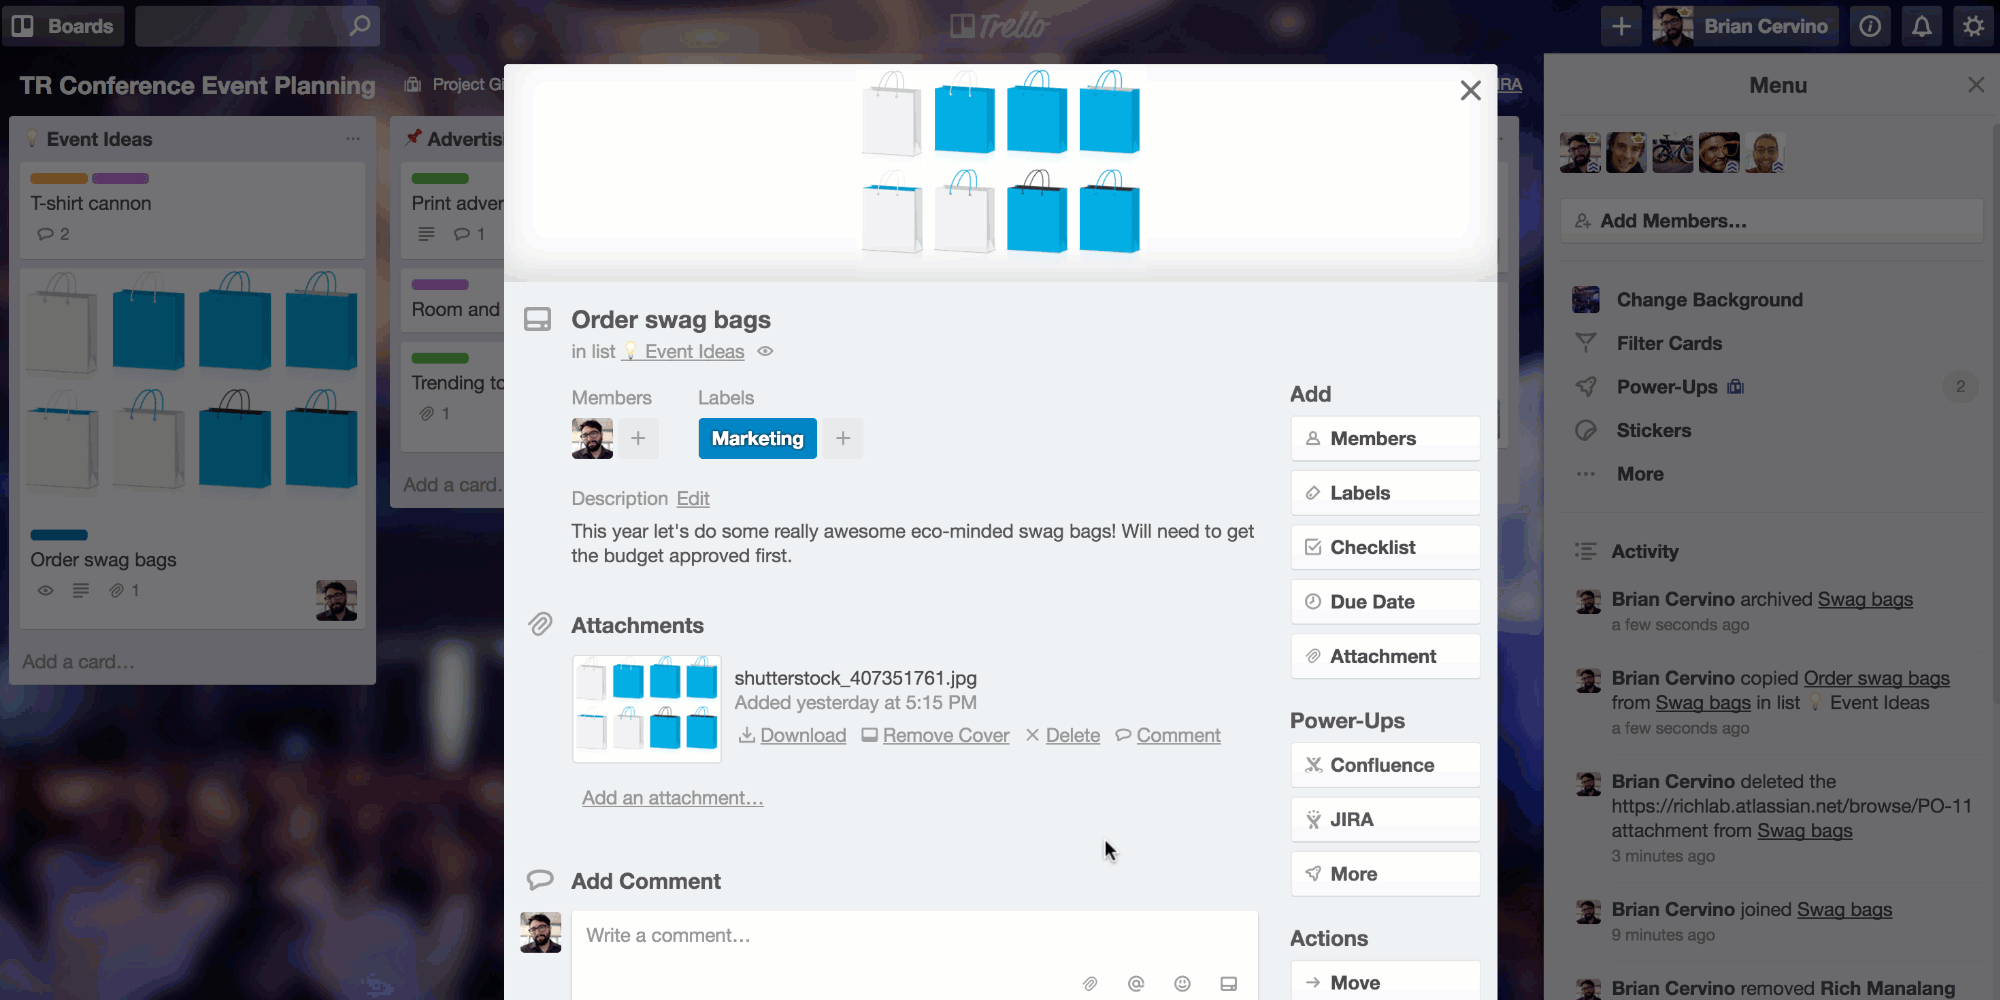 Boards
Trello
Brian Cervino
TR Conference Event Planning
Project Gi
IRA
Event Ideas
T-shirt cannon
2
Order swag bags
1
Add a card…
Advertis
Print adver
1
Room and
Trending to
1
Add a card…
Order swag bags
in list Event Ideas
Members
Labels
Marketing
Description Edit
This year let's do some really awesome eco-minded swag bags! Will need to get
the budget approved first.
Attachments
shutterstock_407351761.jpg
Added yesterday at 5:15 PM
Download Remove Cover Delete Comment
Add an attachment…
Add Comment
Write a comment…
Add
Members
Labels
Checklist
Due Date
Attachment
Power-Ups
Confluence
JIRA
More
Actions
Move
Menu
Add Members…
Change Background
Filter Cards
Power-Ups 2
Stickers
More
Activity
Brian Cervino archived Swag bags
a few seconds ago
Brian Cervino copied Order swag bags
from Swag bags in list Event Ideas
a few seconds ago
Brian Cervino deleted the
https://richlab.atlassian.net/browse/PO-11
attachment from Swag bags
3 minutes ago
Brian Cervino joined Swag bags
9 minutes ago
Brian Cervino removed Rich Manalang